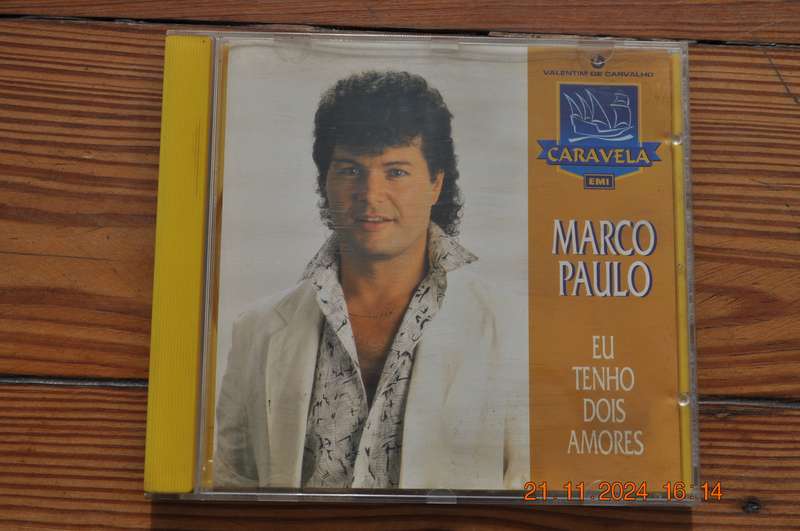 VALENTIM DE CARVALHO
CARAVELA
EMI
MARCO
PAULO
EU
TENHO
DOIS
AMORES
21.11.2024 16:14